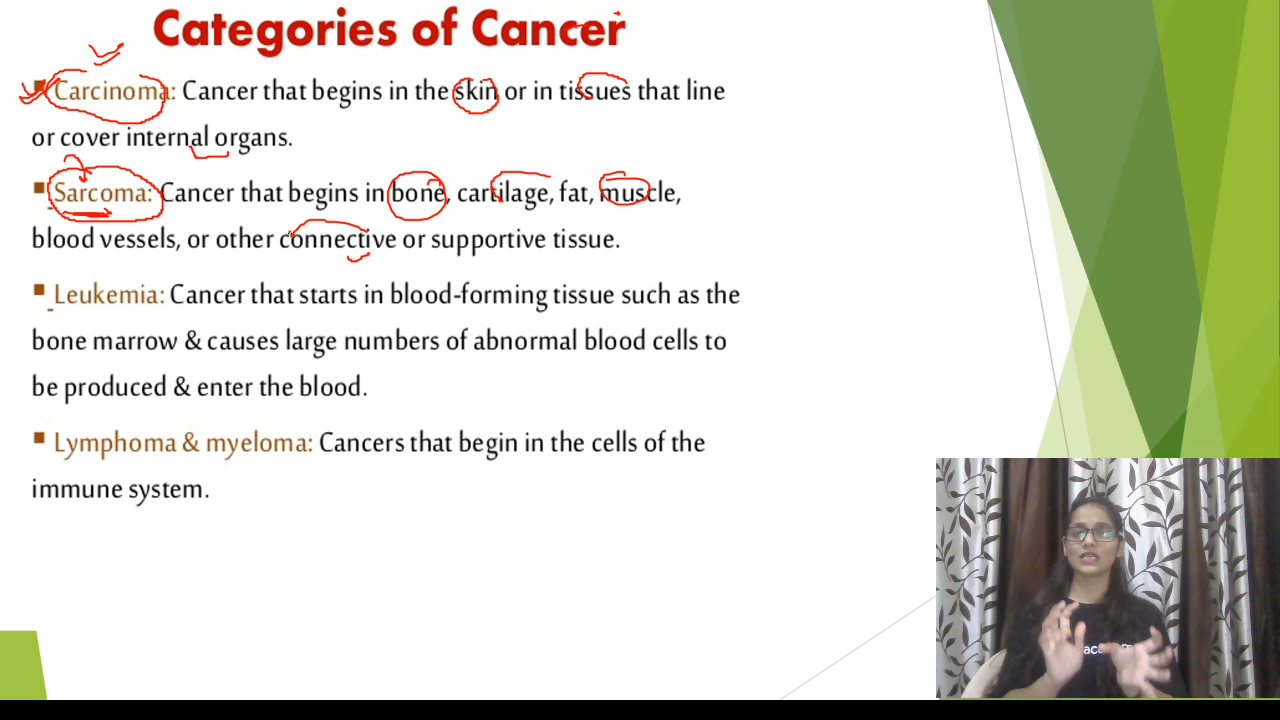 Categories of Cancer
▪ Carcinoma: Cancer that begins in the skin or in tissues that line
or cover internal organs.
▪ Sarcoma: Cancer that begins in bone, cartilage, fat, muscle,
blood vessels, or other connective or supportive tissue.
▪ Leukemia: Cancer that starts in blood-forming tissue such as the
bone marrow & causes large numbers of abnormal blood cells to
be produced & enter the blood.
▪ Lymphoma & myeloma: Cancers that begin in the cells of the
immune system.